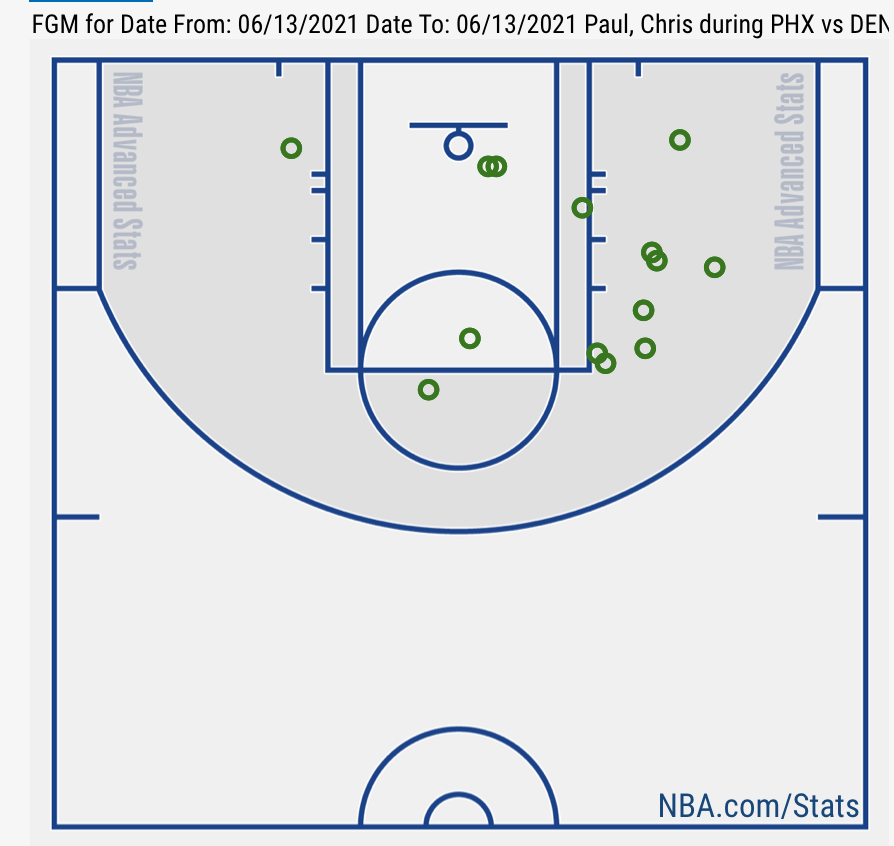 FGM for Date From: 06/13/2021 Date To: 06/13/2021 Paul, Chris during PHX vs DEN
NBA Advanced Stats
NBA Advanced Stats
NBA.com/Stats